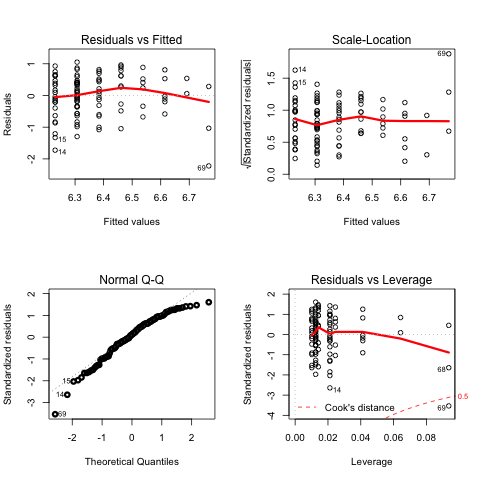 Residuals vs Fitted
Residuals
1
0
-1
-2
15
14
69
6.3 6.4 6.5 6.6 6.7
Fitted values
Scale-Location
√|Standardized residuals|
1.5
1.0
0.5
0.0
69
14
15
6.3 6.4 6.5 6.6 6.7
Fitted values
Normal Q-Q
Standardized residuals
2
1
0
-1
-2
-3
15
14
69
-2 -1 0 1 2
Theoretical Quantiles
Residuals vs Leverage
Standardized residuals
2
1
0
-1
-2
-3
-4
14
68
69
0.5
Cook's distance
0.00 0.02 0.04 0.06 0.08
Leverage